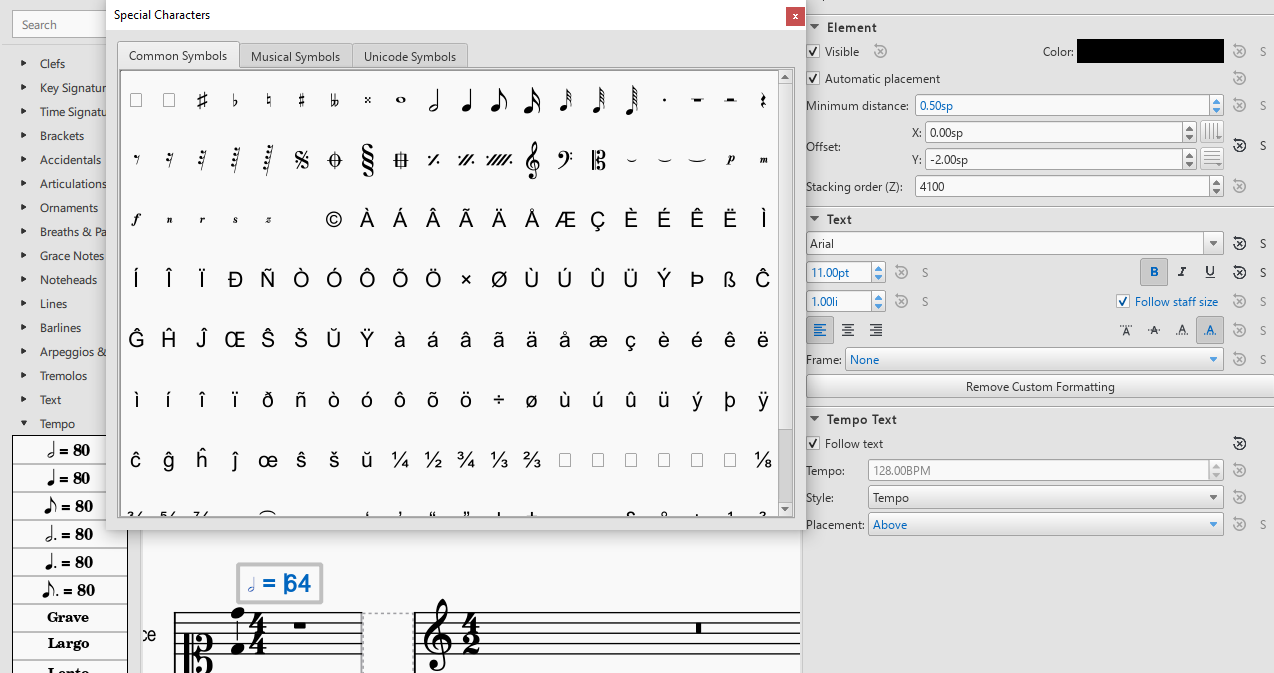 Search
Clefs
Key Signatur
Time Signatu
Brackets
Accidentals
Articulations
Ornaments
Breaths & Pa
Grace Notes
Noteheads
Lines
Barlines
Arpeggios &
Tremolos
Text
Tempo
𝅗𝅥 = 80
♩ = 80
♪ = 80
𝅗𝅥. = 80
♩. = 80
♪. = 80
Grave
Largo
Lento
Special Characters
x
Common Symbols Musical Symbols Unicode Symbols
p m
f n r s z © À Á Â Ã Ä Å Æ Ç È É Ê Ë Ì
Í Î Ï Ð Ñ Ò Ó Ô Õ Ö × Ø Ù Ú Û Ü Ý Þ ß Ĉ
Ĝ Ĥ Ĵ Œ Ŝ Š Ŭ Ÿ à á â ã ä å æ ç è é ê ë
ì í î ï ð ñ ò ó ô õ ö ÷ ø ù ú û ü ý þ ÿ
ĉ ĝ ĥ ĵ œ ŝ š ŭ ¼ ½ ¾ ⅓ ⅔ ⅛
𝅗𝅥 = 64
ce
4
4
4
2
Element
Visible Color: S
Automatic placement
Minimum distance: 0.50sp S
Offset: X: 0.00sp S
Y: -2.00sp
Stacking order (Z): 4100
Text
Arial S
11.00pt S B I U S
1.00li S Follow staff size S
A A A A S
Frame: None S
Remove Custom Formatting
Tempo Text
Follow text
Tempo: 128.00BPM
Style: Tempo
Placement: Above S